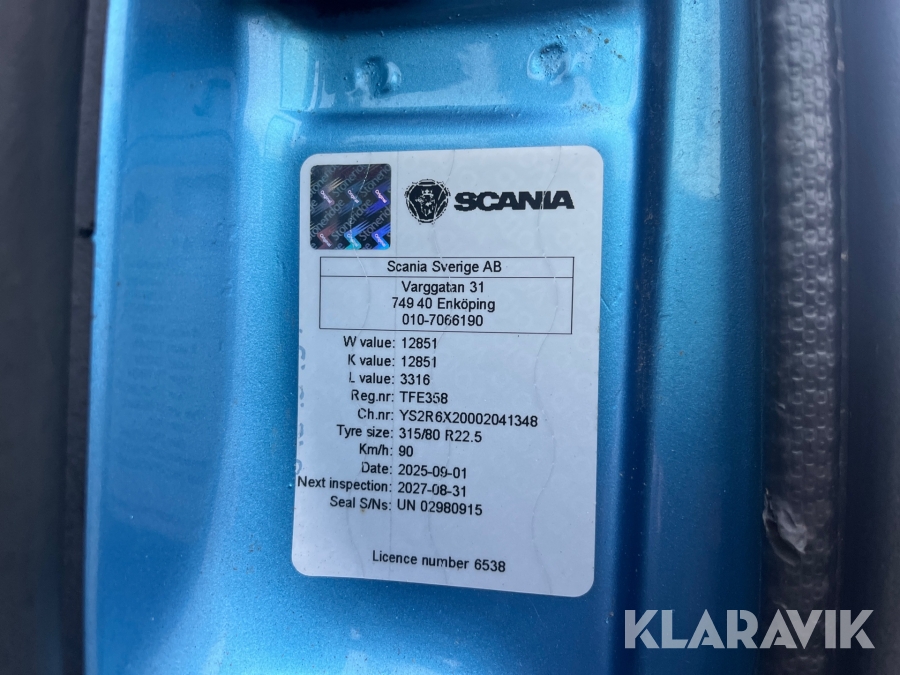 SCANIA
Scania Sverige AB
Varggatan 31
749 40 Enköping
010-7066190
W value: 12851
K value: 12851
L value: 3316
Reg.nr: TFE358
Ch.nr: YS2R6X20002041348
Tyre size: 315/80 R22.5
Km/h: 90
Date: 2025-09-01
Next inspection: 2027-08-31
Seal S/Ns: UN 02980915
Licence number 6538
KLARAVIK